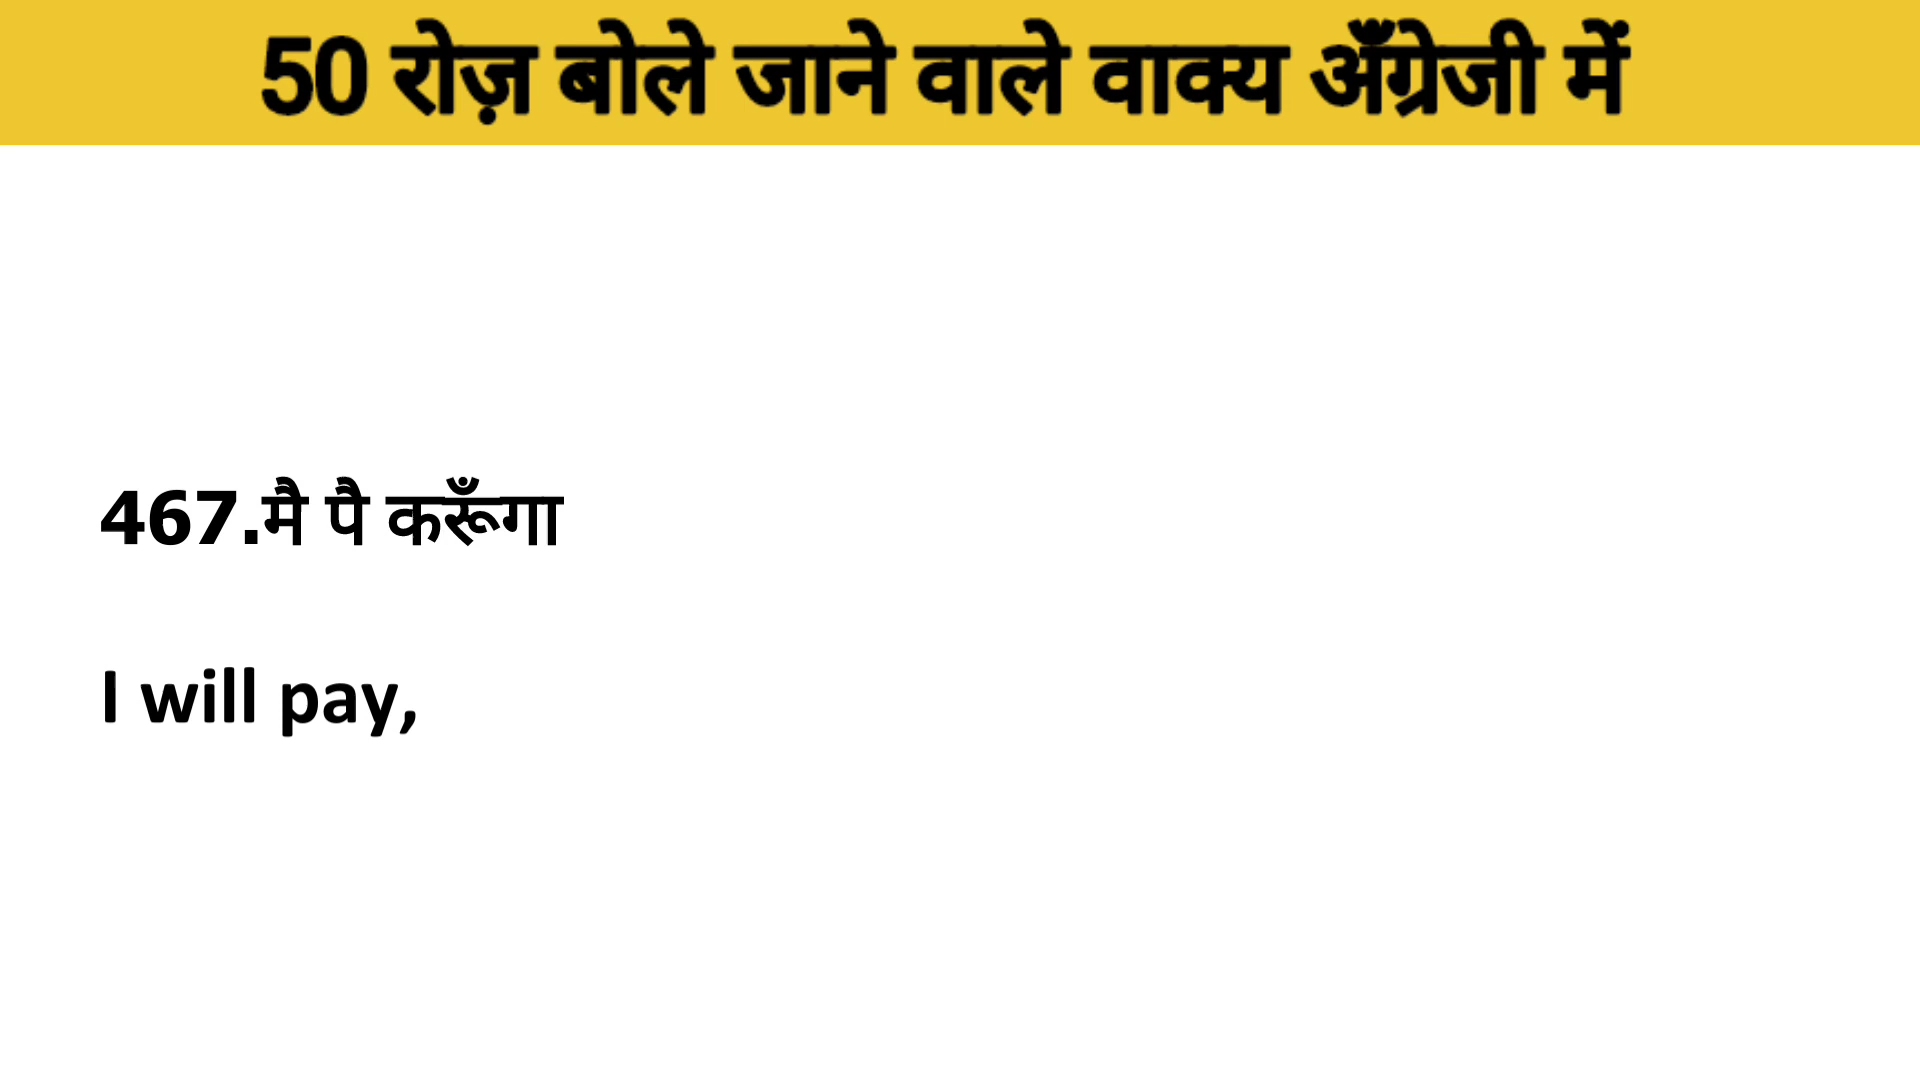 50 रोज़ बोले जाने वाले वाक्य अँग्रेजी में
467.मै पै करूँगा
I will pay,